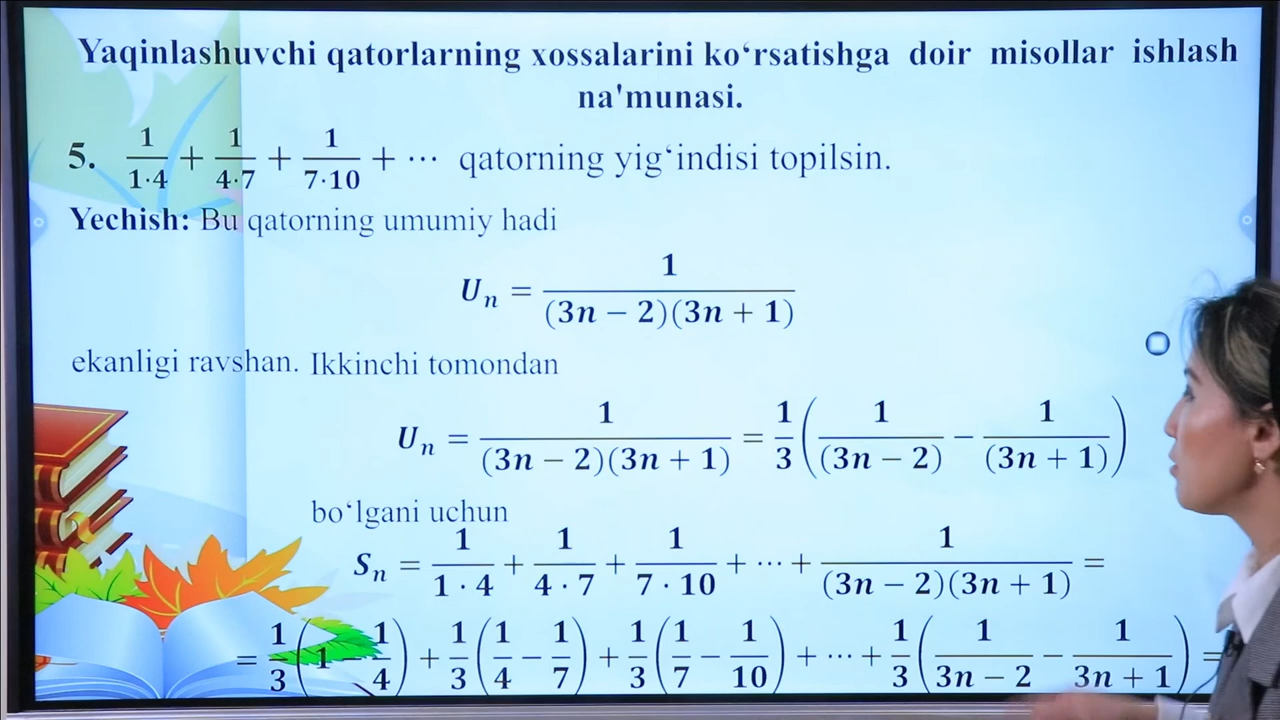 Yaqinlashuvchi qatorlarning xossalarini ko‘rsatishga doir misollar ishlash
na'munasi.
5. 1/(1·4) + 1/(4·7) + 1/(7·10) + ⋯ qatorning yig‘indisi topilsin.
Yechish: Bu qatorning umumiy hadi
Uₙ = 1/((3n − 2)(3n + 1))
ekanligi ravshan. Ikkinchi tomondan
Uₙ = 1/((3n − 2)(3n + 1)) = 1/3 (1/(3n − 2) − 1/(3n + 1))
bo‘lgani uchun
Sₙ = 1/(1 · 4) + 1/(4 · 7) + 1/(7 · 10) + ⋯ + 1/((3n − 2)(3n + 1)) =
= 1/3 (1 − 1/4) + 1/3 (1/4 − 1/7) + 1/3 (1/7 − 1/10) + ⋯ + 1/3 (1/(3n − 2) − 1/(3n + 1)) =